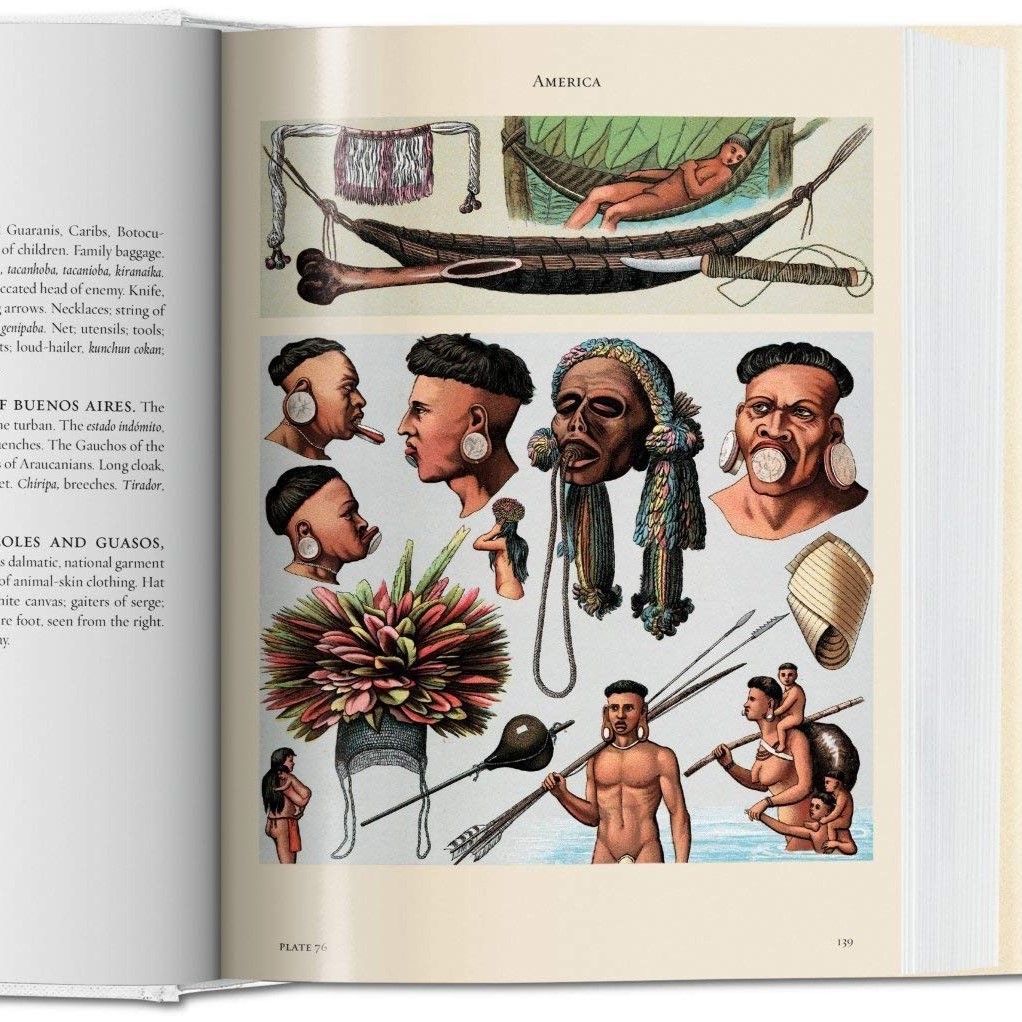 Guaranis, Caribs, Botocu-
of children. Family baggage.
, tacanhoba, tacanioba, kiranaika.
ccated head of enemy. Knife,
arrows. Necklaces; string of
genipaba. Net; utensils; tools;
ts; loud-hailer, kunchun cokan;
F BUENOS AIRES. The
ne turban. The estado indómito,
uenches. The Gauchos of the
s of Araucanians. Long cloak,
et. Chiripa, breeches. Tirador,
OLES AND GUASOS,
s dalmatic, national garment
of animal-skin clothing. Hat
hite canvas; gaiters of serge;
re foot, seen from the right.
ay.
AMERICA
PLATE 76
139